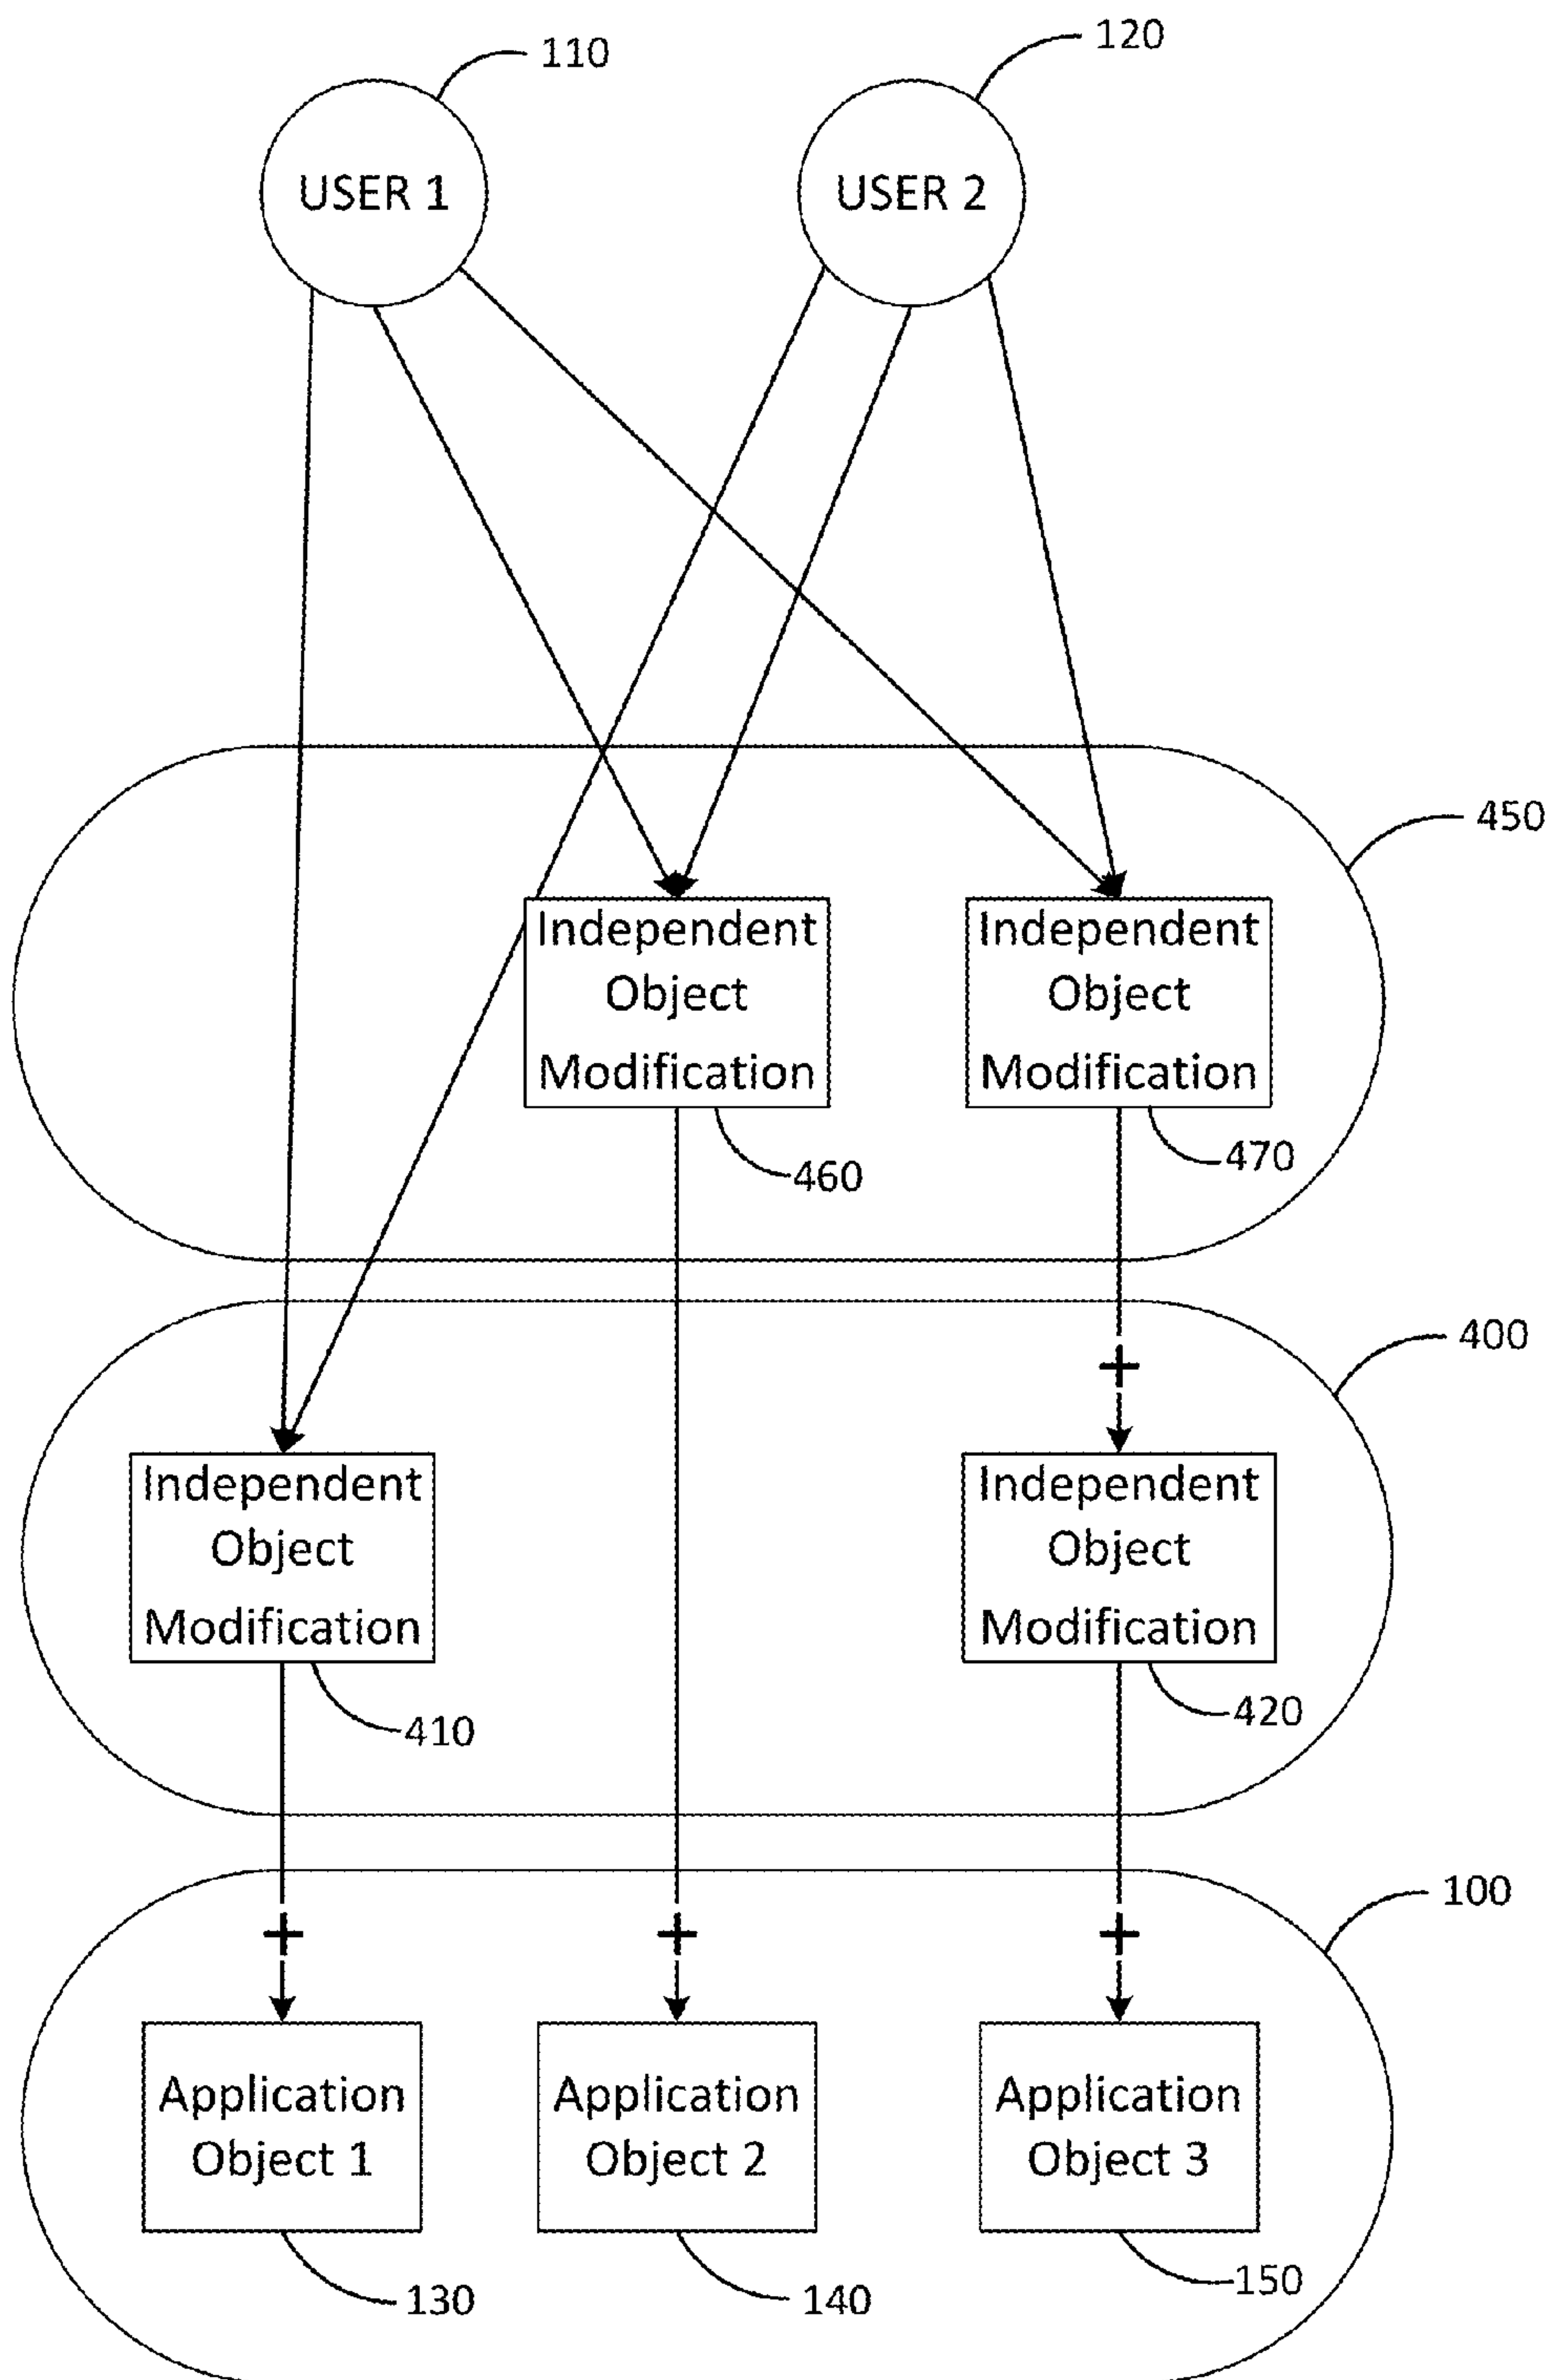 110
120
USER 1
USER 2
450
Independent
Object
Modification
Independent
Object
Modification
460
470
400
Independent
Object
Modification
Independent
Object
Modification
410
420
100
Application
Object 1
Application
Object 2
Application
Object 3
130
140
150